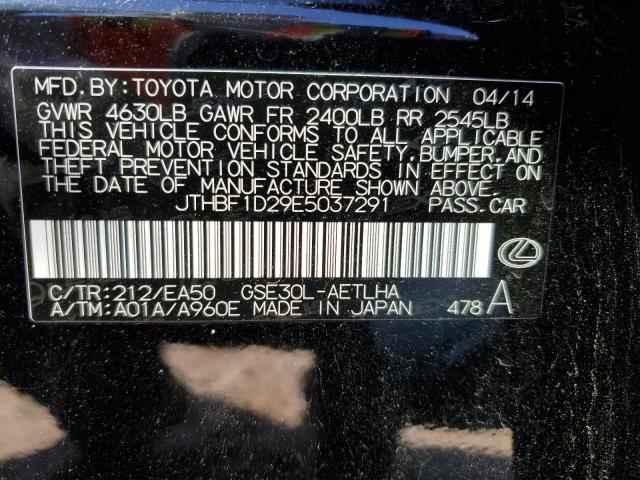 MFD.BY:TOYOTA MOTOR CORPORATION 04/14
GVWR 4630LB GAWR FR 2400LB RR 2545LB
THIS VEHICLE CONFORMS TO ALL APPLICABLE
FEDERAL MOTOR VEHICLE SAFETY,BUMPER,AND
THEFT PREVENTION STANDARDS IN EFFECT ON
THE DATE OF MANUFACTURE SHOWN ABOVE.
JTHBF1D29E5037291 PASS.CAR
C/TR:212/EA50 GSE30L-AETLHA
A/TM:A01A/A960E MADE IN JAPAN 478 A